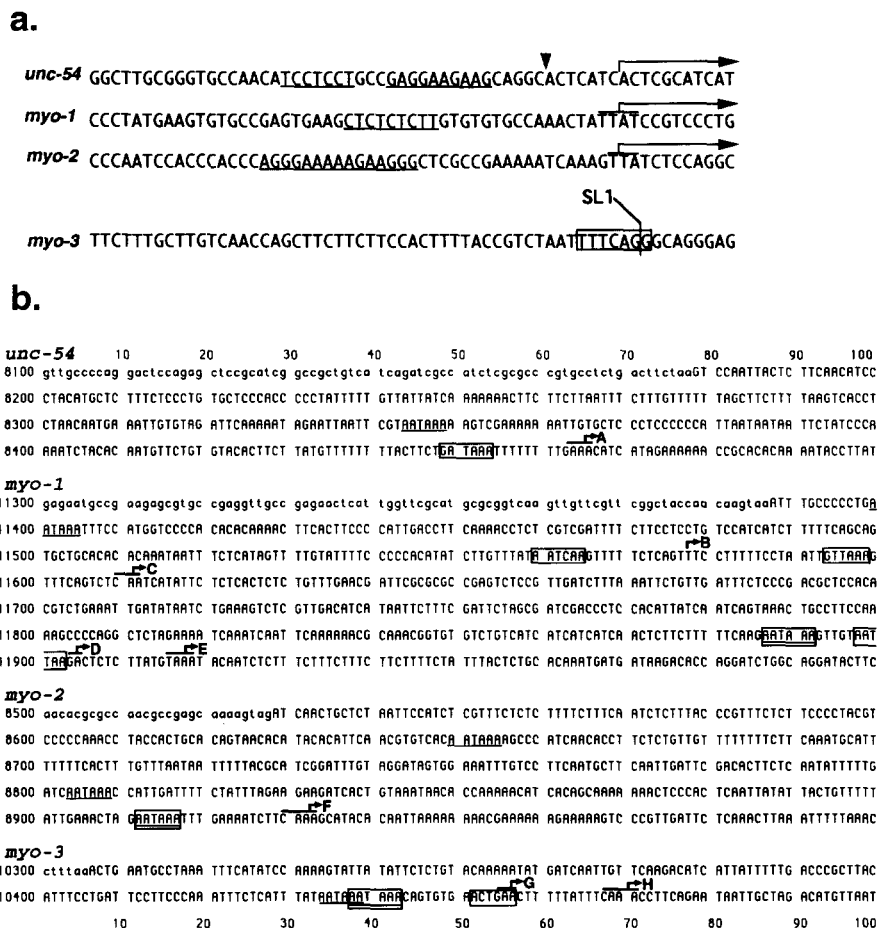 a.
unc-54 GGCTTGCGGGTGCCAACATCCTCCTGCCGAGGAAGAAGCAGGCACTCATCACTCGCATCAT
myo-1 CCCTATGAAGTGTGCCGAGTGAAGCTCTCTCTTGTGTGTGCCAAACTATTATCCGTCCCTG
myo-2 CCCAATCCACCCACCCAGGGAAAAAGAAGGGCTCGCCGAAAAATCAAAGTTATCTCCAGGC
SL1
myo-3 TTCTTTGCTTGTCAACCAGCTTCTTCTTCCACTTTTACCGTCTAATTTTCAGGGCAGGGAG
b.
unc-54 10 20 30 40 50 60 70 80 90 100
8100 gttgccccag gactccagag ctccgcatcg gccgctgtca tcagatcgcc atctcgcgcc cgtgcctctg acttctaaGT CCAATTACTC TTCAACATCC
8200 CTACATGCTC TTTCTCCCTG TGCTCCCACC CCCTATTTTT GTTATTATCA AAAAAACTTC TTCTTAATTT CTTTGTTTTT TAGCTTCTTT TAAGTCACCT
8300 CTAACAATGA AATTGTGTAG ATTCAAAAAT AGAATTAATT CGTAATAAAA AGTCGAAAAA AATTGTGCTC CCTCCCCCCA TTAATAATAA TTCTATCCCA
8400 AAATCTACAC AATGTTCTGT GTACACTTCT TATGTTTTTT TTACTTCTGA TAAATTTTTT TTGAAACATC ATAGAAAAAA CCGCACACAA AATACCTTAT
A
myo-1
11300 gagaatgccg aagagcgtgc cgaggttgcc gagaactcat tggttcgcat gcgcggtcaa gttgttcgtt cggctaccaa caagtaaATT TGCCCCCTGA
11400 ATAAATTTCC ATGGTCCCCA CACACAAAAC TTCACTTCCC CATTGACCTT CAAAACCTCT CGTCGATTTT CTTCCTCCTG TCCATCATCT TTTTCAGCAG
B
11500 TGCTGCACAC ACAAATAATT TCTCATAGTT TTGTATTTTC CCCCACATAT CTTGTTTATA ATCAAGTTTT TCTCAGTTTC CTTTTTCCTA ATTGTTAAAG
C
11600 TTTCAGTCTC AATCATATTC TCTCACTCTC TGTTTGAACG ATTCGCGCGC CGAGTCTCCG TTGATCTTTA AATTCTGTTG ATTTCTCCCG ACGCTCCACA
11700 CGTCTGAAAT TGATATAATC TGAAAGTCTC GTTGACATCA TAATTCTTTC GATTCTAGCG ATCGACCCTC CACATTATCA ATCAGTAAAC TGCCTTCCAA
11800 AAGCCCCAGG CTCTAGAAAA TCAAATCAAT TCAAAAAACG CAAACGGTGT GTCTGTCATC ATCATCATCA ACTCTTCTTT TTTCAAGAATA AAGTTGTAAT
D E
11900 TAAGACTCTC TTATGTAAAT ACAATCTCTT TCTTTCTTTC TTCTTTTCTA TTTACTCTGC ACAAATGATG ATAAGACACC AGGATCTGGC AGGATACTTC
myo-2
8500 aacacgcgcc aacgccgagc aaaagtagAT CAACTGCTCT AATTCCATCT CGTTTCTCTC TTTTCTTTCA ATCTCTTTAC CCGTTTCTCT TCCCCTACGT
8600 CCCCCAAACC TACCACTGCA CAGTAACACA TACACATTCA ACGTGTCACA ATAAAAGCCC ATCAACACCT TCTCTGTTGT TTTTTTTCTT CAAATGCATT
8700 TTTTTCACTT TGTTTAATAA TTTTTACGCA TCGGATTTGT GTAGGATAGTGG AAATTTGTCC TTCAATGCTT CAATTGATTC GACACTTCTC AATATTTTTG
8800 ATCAATAAAC CATTGATTTT CTATTTAGAA GAAGATCACT GTAAATAACA CCAAAAACAT CACAGCAAAA AAACTCCCAC TCAATTATAT TACTGTTTTT
F
8900 ATTGAAACTA GAATAAATTT GAAAATCTTC AAAGCATACA CAATTAAAAA AAACGAAAAA AGAAAAAGTC CCGTTGATTC TCAAACTTAA ATTTTTAAAC
myo-3
10300 ctttaaACTG AATGCCTAAA TTTCATATCC AAAAGTATTA TATTCTCTGT ACAAAAATAT GATCAATTGT TCAAGACATC ATTATTTTTG ACCCGCTTAC
G H
10400 ATTTCCTGAT TCCTTCCCAA ATTTCTCATT TATAATAAAT AAACAGTGTG AACTGAACTT TTTTATTTCAA ACCTTCAGAA TAATTGCTAG ACATGTTAAT
10 20 30 40 50 60 70 80 90 100